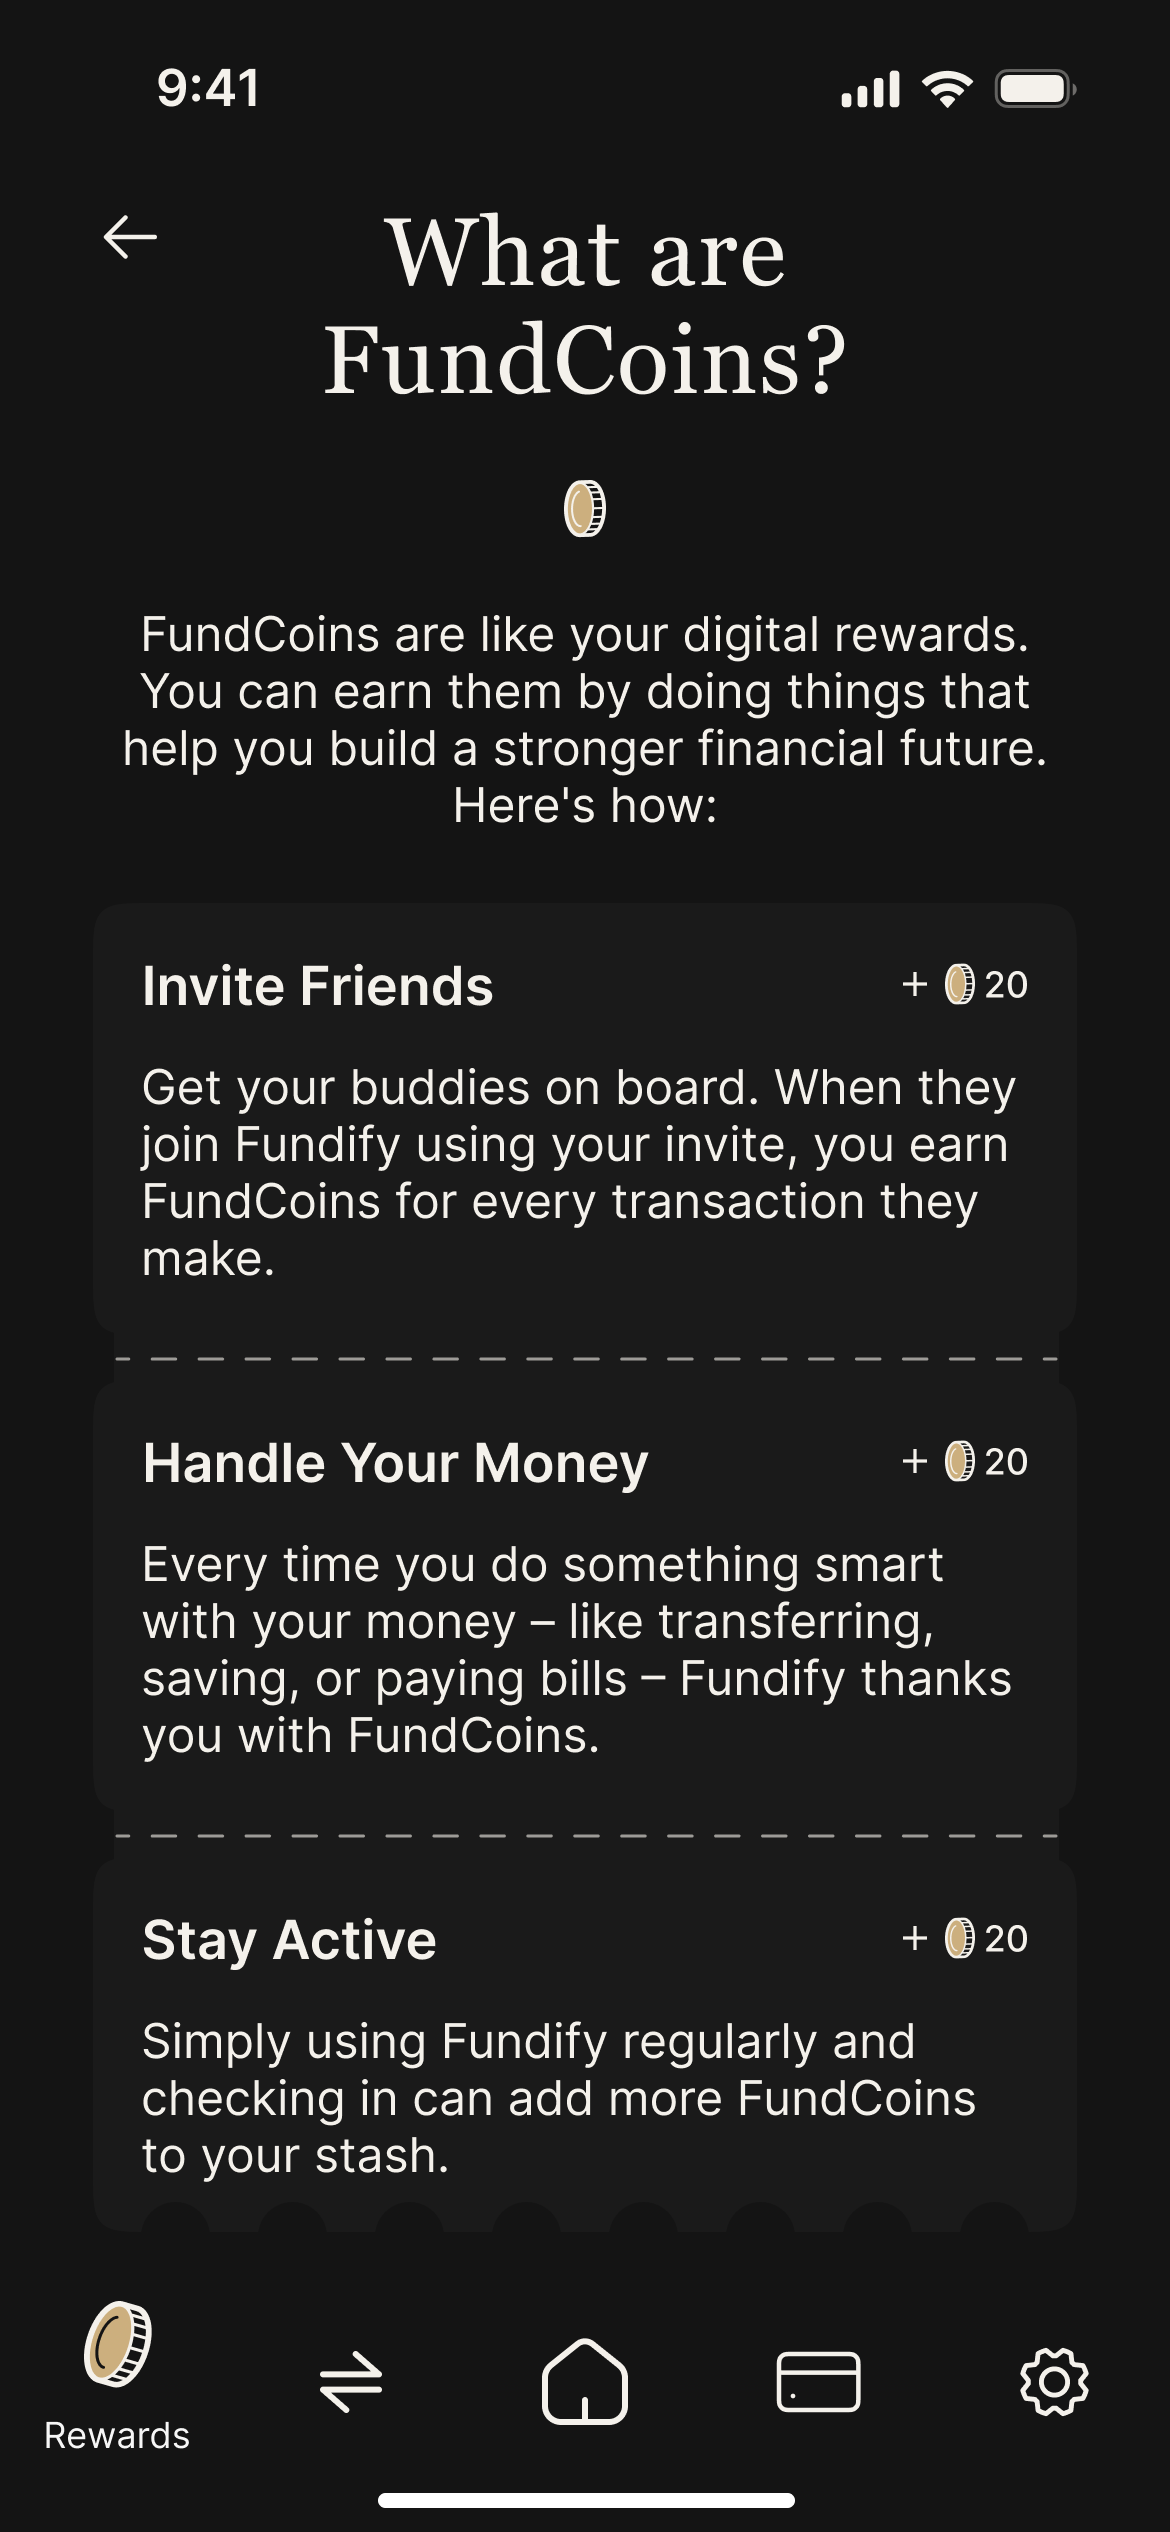 9:41
What are
FundCoins?
FundCoins are like your digital rewards.
You can earn them by doing things that
help you build a stronger financial future.
Here's how:
Invite Friends
+ 20
Get your buddies on board. When they
join Fundify using your invite, you earn
FundCoins for every transaction they
make.
Handle Your Money
+ 20
Every time you do something smart
with your money – like transferring,
saving, or paying bills – Fundify thanks
you with FundCoins.
Stay Active
+ 20
Simply using Fundify regularly and
checking in can add more FundCoins
to your stash.
Rewards